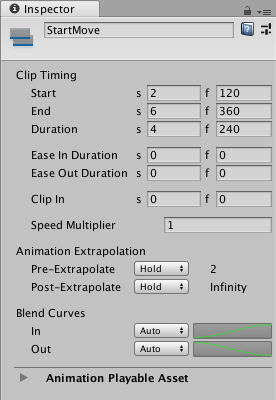 Inspector
StartMove
Clip Timing
Start s 2 f 120
End s 6 f 360
Duration s 4 f 240
Ease In Duration s 0 f 0
Ease Out Duration s 0 f 0
Clip In s 0 f 0
Speed Multiplier 1
Animation Extrapolation
Pre-Extrapolate Hold 2
Post-Extrapolate Hold Infinity
Blend Curves
In Auto
Out Auto
Animation Playable Asset